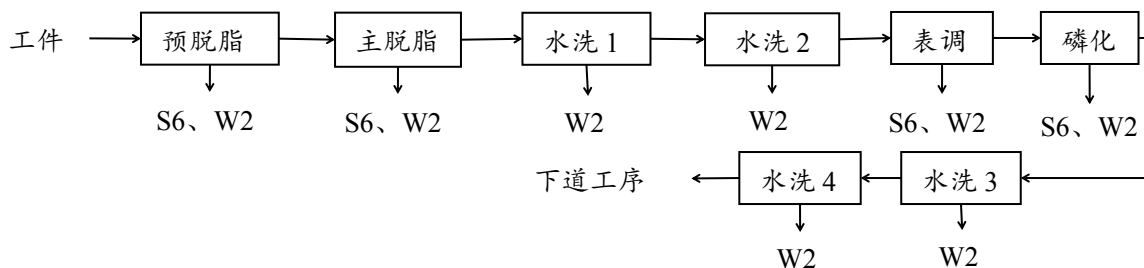 工件 预脱脂 主脱脂 水洗 1 水洗 2 表调 磷化
S6、W2 S6、W2 W2 W2 S6、W2 S6、W2
下道工序 水洗 4 水洗 3
W2 W2